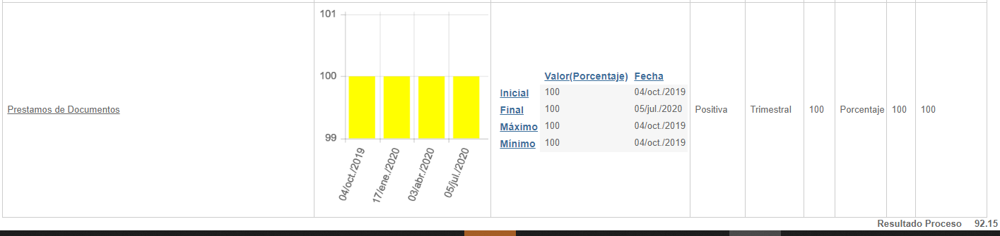 101
100
99
04/oct./2019
17/ene./2020
03/abr./2020
05/jul./2020
Prestamos de Documentos
Valor(Porcentaje) Fecha
Inicial 100 04/oct./2019
Final 100 05/jul./2020
Máximo 100 04/oct./2019
Mínimo 100 04/oct./2019
Positiva Trimestral 100 Porcentaje 100 100
Resultado Proceso 92.15